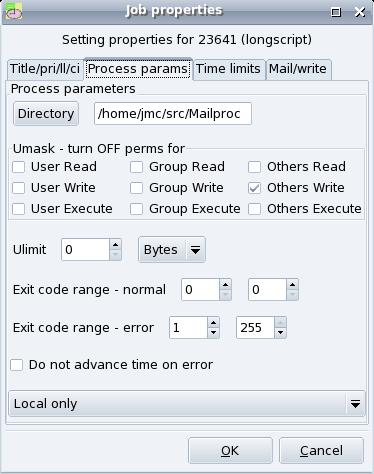 Job properties
Setting properties for 23641 (longscript)
Title/pri/ll/ci Process params Time limits Mail/write
Process parameters
Directory /home/jmc/src/Mailproc
Umask - turn OFF perms for
User Read Group Read Others Read
User Write Group Write Others Write
User Execute Group Execute Others Execute
Ulimit 0 Bytes
Exit code range - normal 0 0
Exit code range - error 1 255
Do not advance time on error
Local only
OK Cancel